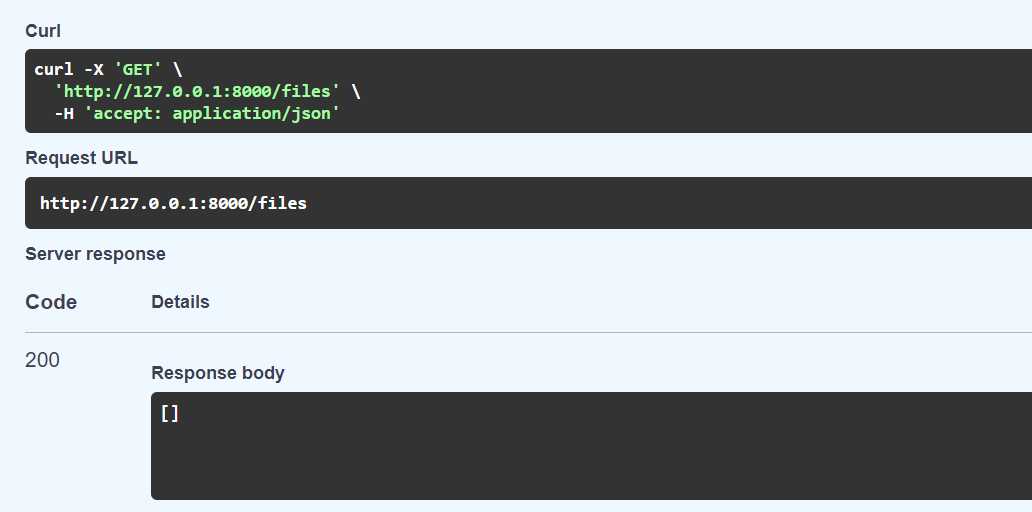 Curl
curl -X 'GET' \
  'http://127.0.0.1:8000/files' \
  -H 'accept: application/json'
Request URL
http://127.0.0.1:8000/files
Server response
Code Details
200
Response body
[]